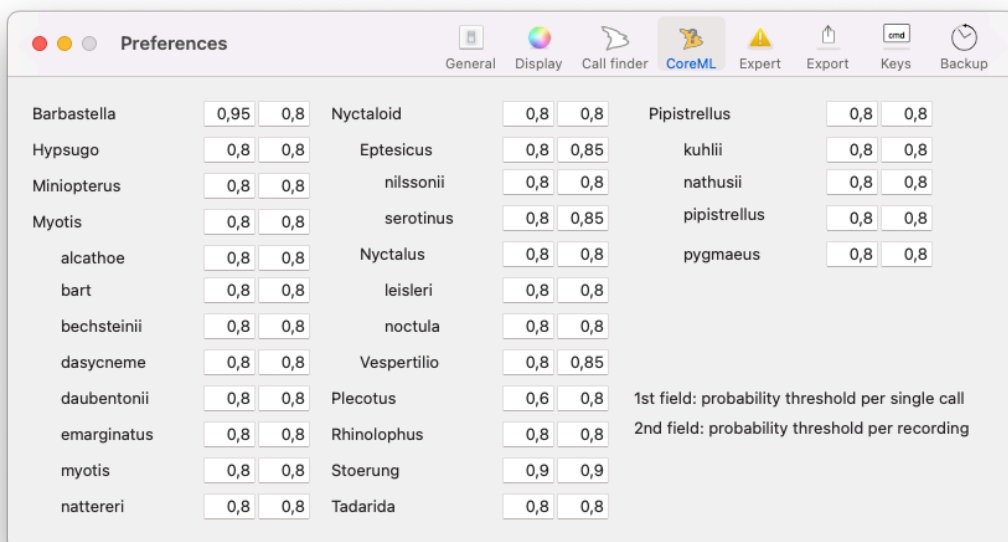 Preferences
General Display Call finder CoreML Expert Export cmd Keys Backup
Barbastella 0,95 0,8 Nyctaloid 0,8 0,8 Pipistrellus 0,8 0,8
Hypsugo 0,8 0,8 Eptesicus 0,8 0,85 kuhlii 0,8 0,8
Miniopterus 0,8 0,8 nilssonii 0,8 0,8 nathusii 0,8 0,8
Myotis 0,8 0,8 serotinus 0,8 0,85 pipistrellus 0,8 0,8
alcathoe 0,8 0,8 Nyctalus 0,8 0,8 pygmaeus 0,8 0,8
bart 0,8 0,8 leisleri 0,8 0,8
bechsteinii 0,8 0,8 noctula 0,8 0,8
dasycneme 0,8 0,8 Vespertilio 0,8 0,85
daubentonii 0,8 0,8 Plecotus 0,6 0,8 1st field: probability threshold per single call
emarginatus 0,8 0,8 Rhinolophus 0,8 0,8 2nd field: probability threshold per recording
myotis 0,8 0,8 Stoerung 0,9 0,9
nattereri 0,8 0,8 Tadarida 0,8 0,8